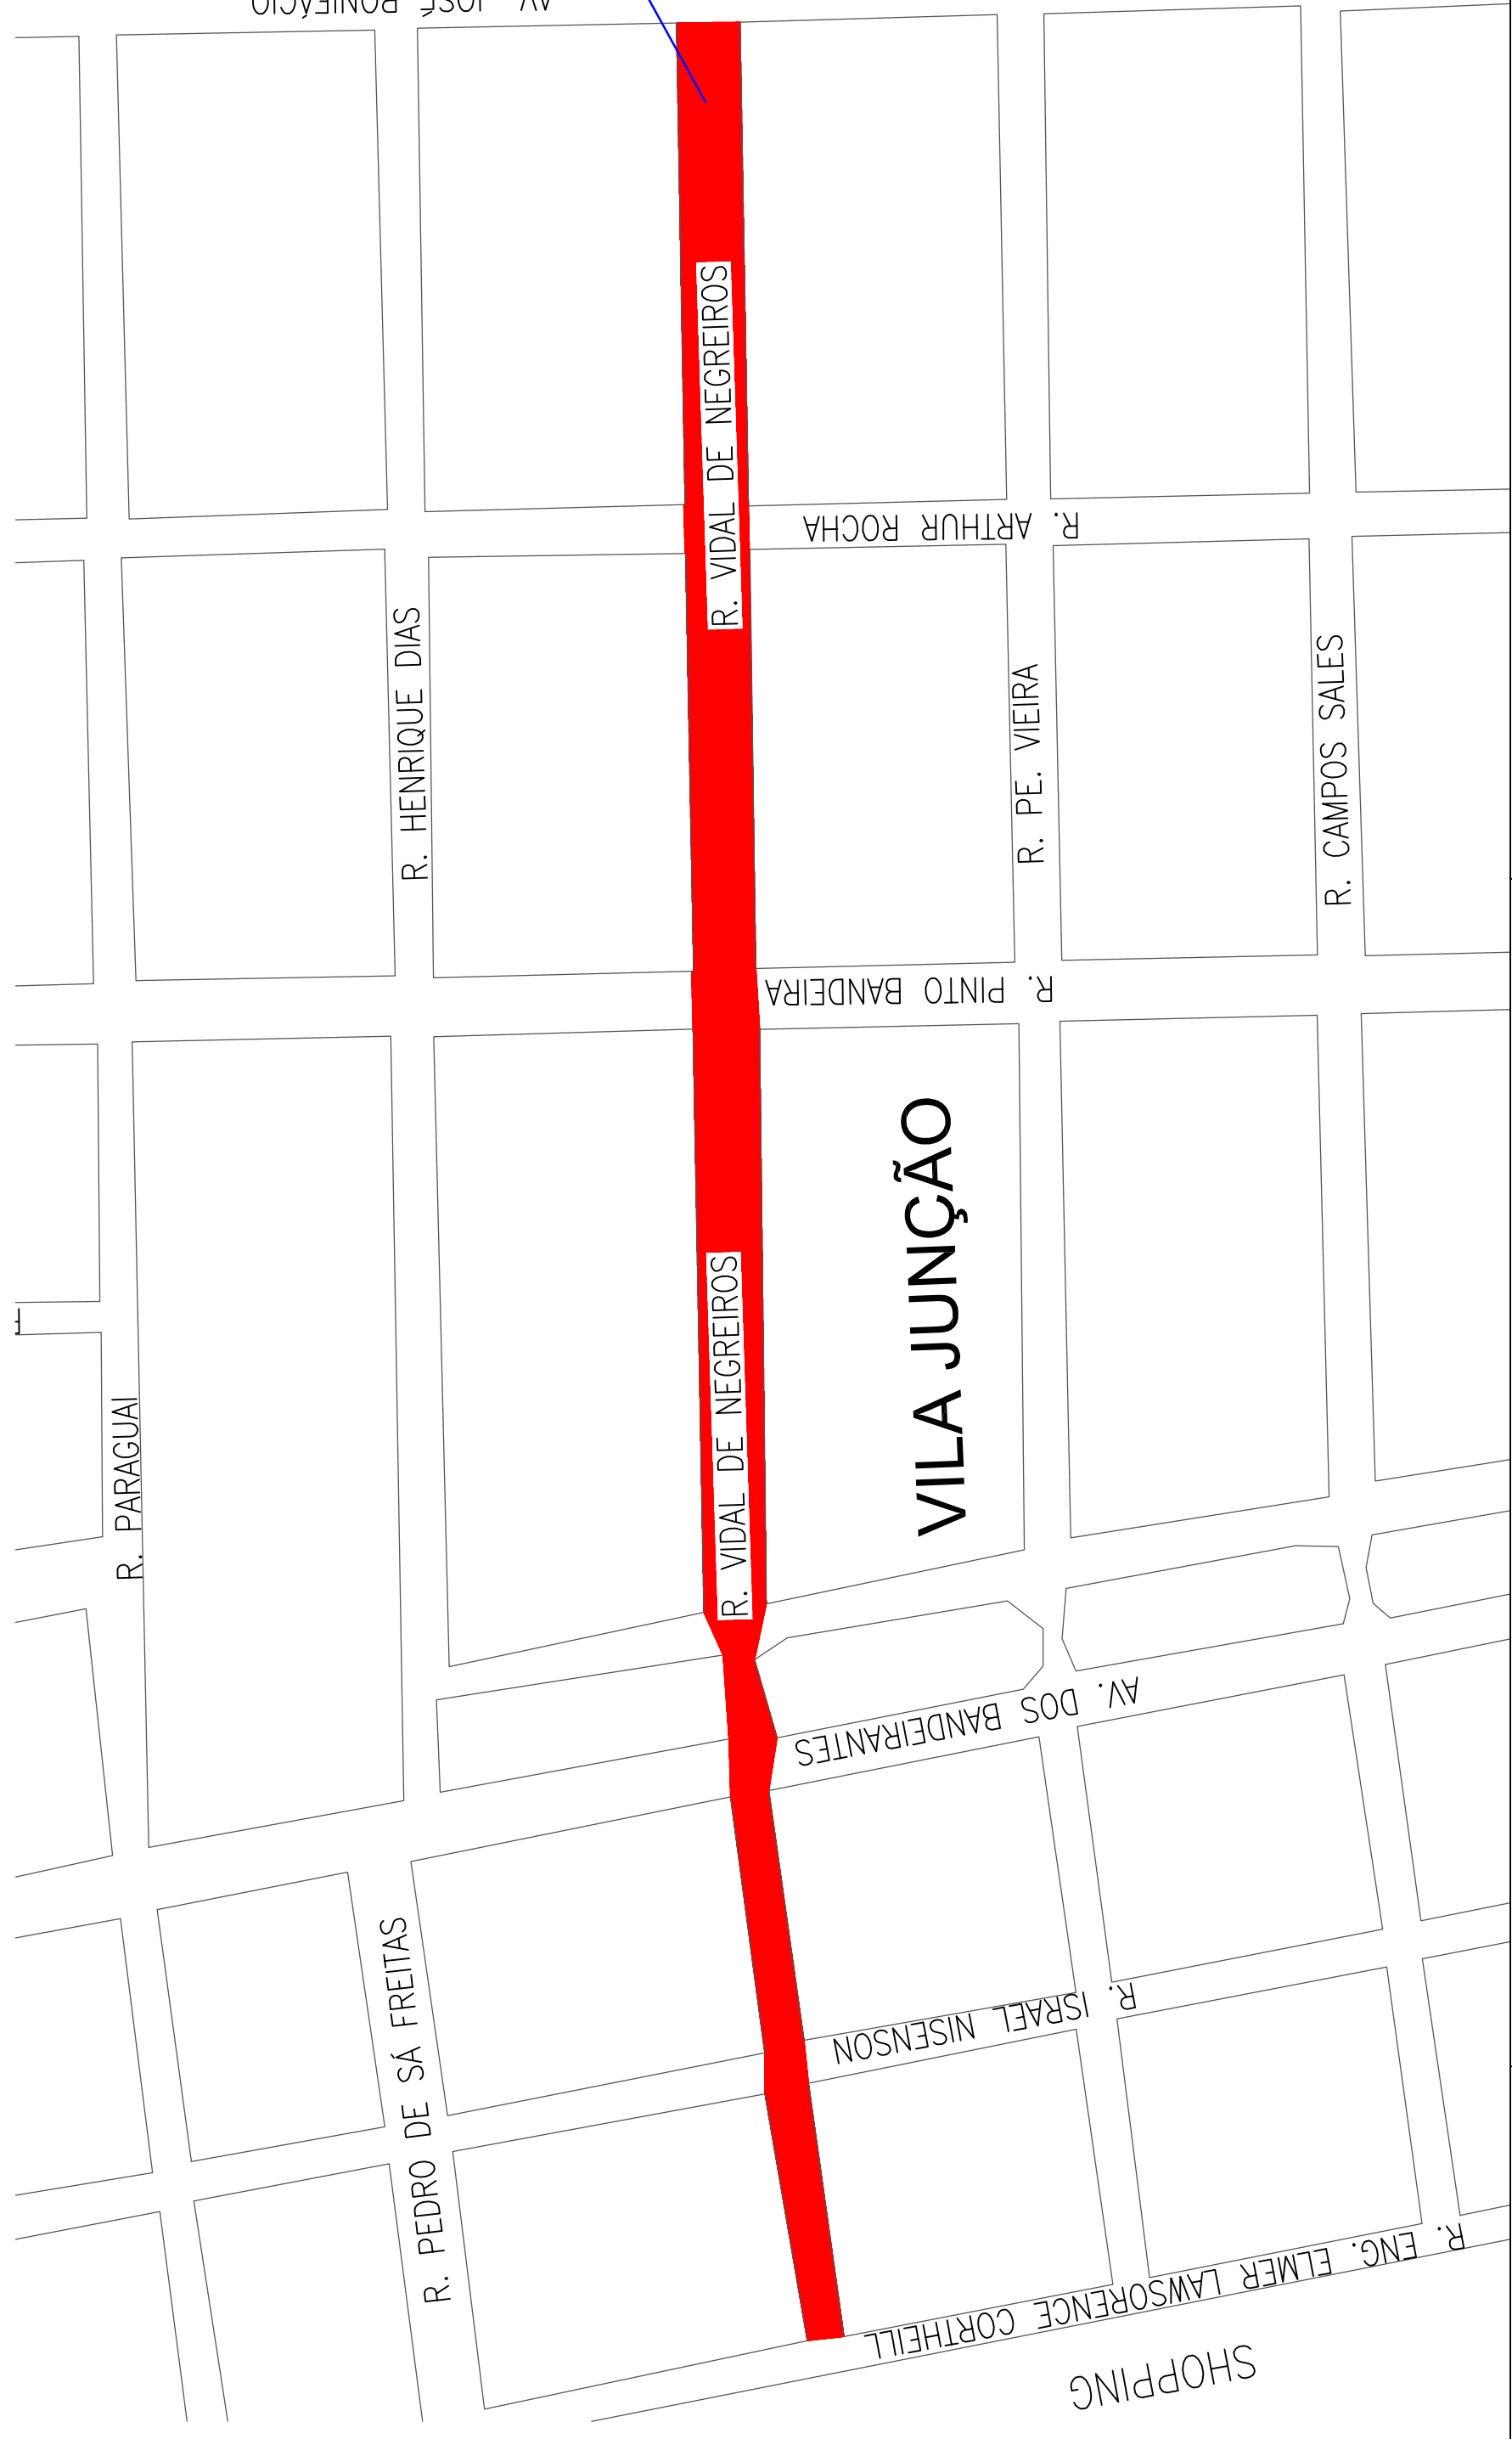 AV. JOSÉ BONIFÁCIO
R. VIDAL DE NEGREIROS
R. ARTHUR ROCHA
R. HENRIQUE DIAS
R. PE. VIEIRA
R. CAMPOS SALES
R. PINTO BANDEIRA
VILA JUNÇÃO
R. VIDAL DE NEGREIROS
R. PARAGUAI
AV. DOS BANDEIRANTES
R. PEDRO DE SÁ FREITAS
R. ISRAEL NISENSON
R. ENG. ELMER LAWSORENCE CORTHEILL
SHOPPING